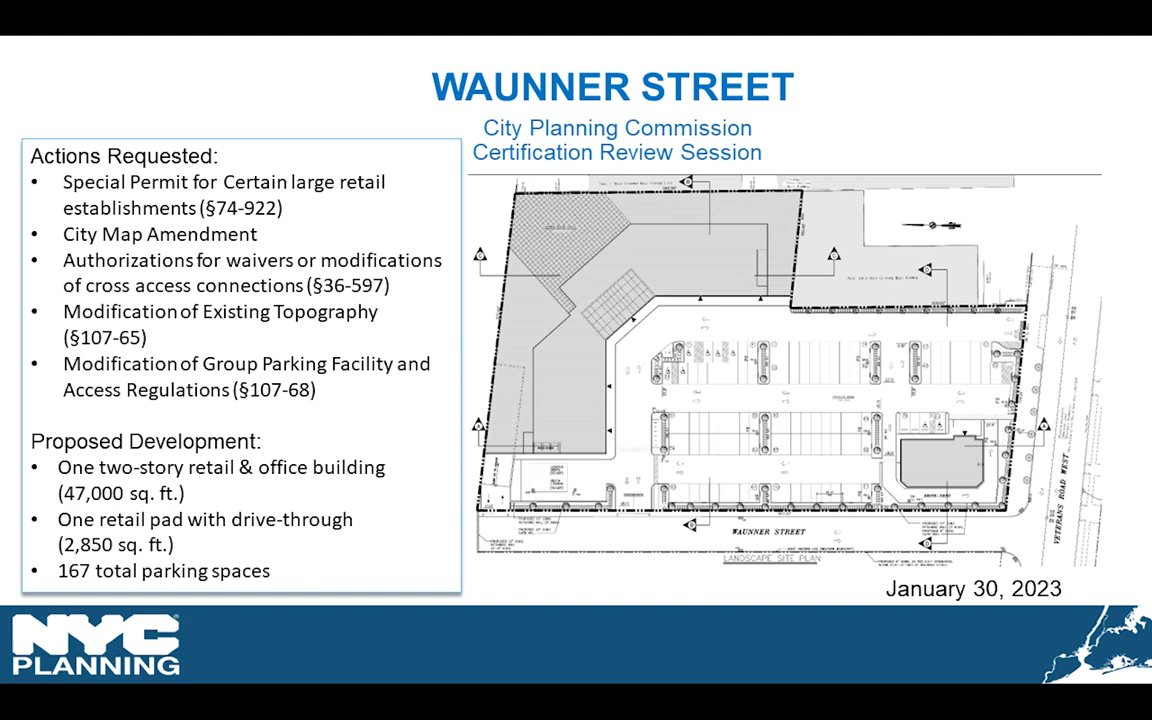 WAUNNER STREET
City Planning Commission
Certification Review Session
Actions Requested:
• Special Permit for Certain large retail
establishments (§74-922)
• City Map Amendment
• Authorizations for waivers or modifications
of cross access connections (§36-597)
• Modification of Existing Topography
(§107-65)
• Modification of Group Parking Facility and
Access Regulations (§107-68)
Proposed Development:
• One two-story retail & office building
(47,000 sq. ft.)
• One retail pad with drive-through
(2,850 sq. ft.)
• 167 total parking spaces
VETERANS ROAD WEST
WAUNNER STREET
LANDSCAPE SITE PLAN
January 30, 2023
NYC
PLANNING